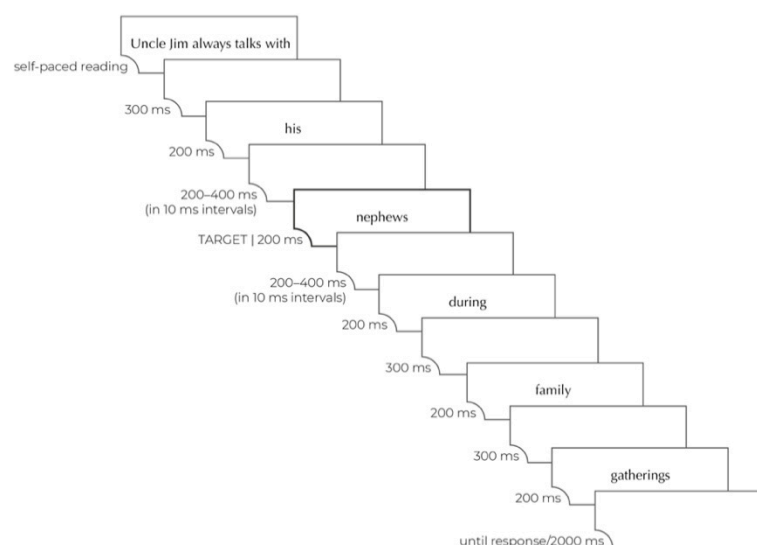 Uncle Jim always talks with
self-paced reading
300 ms
his
200 ms
200–400 ms
(in 10 ms intervals)
nephews
TARGET | 200 ms
200–400 ms
(in 10 ms intervals)
during
200 ms
300 ms
family
200 ms
300 ms
gatherings
200 ms
until response/2000 ms